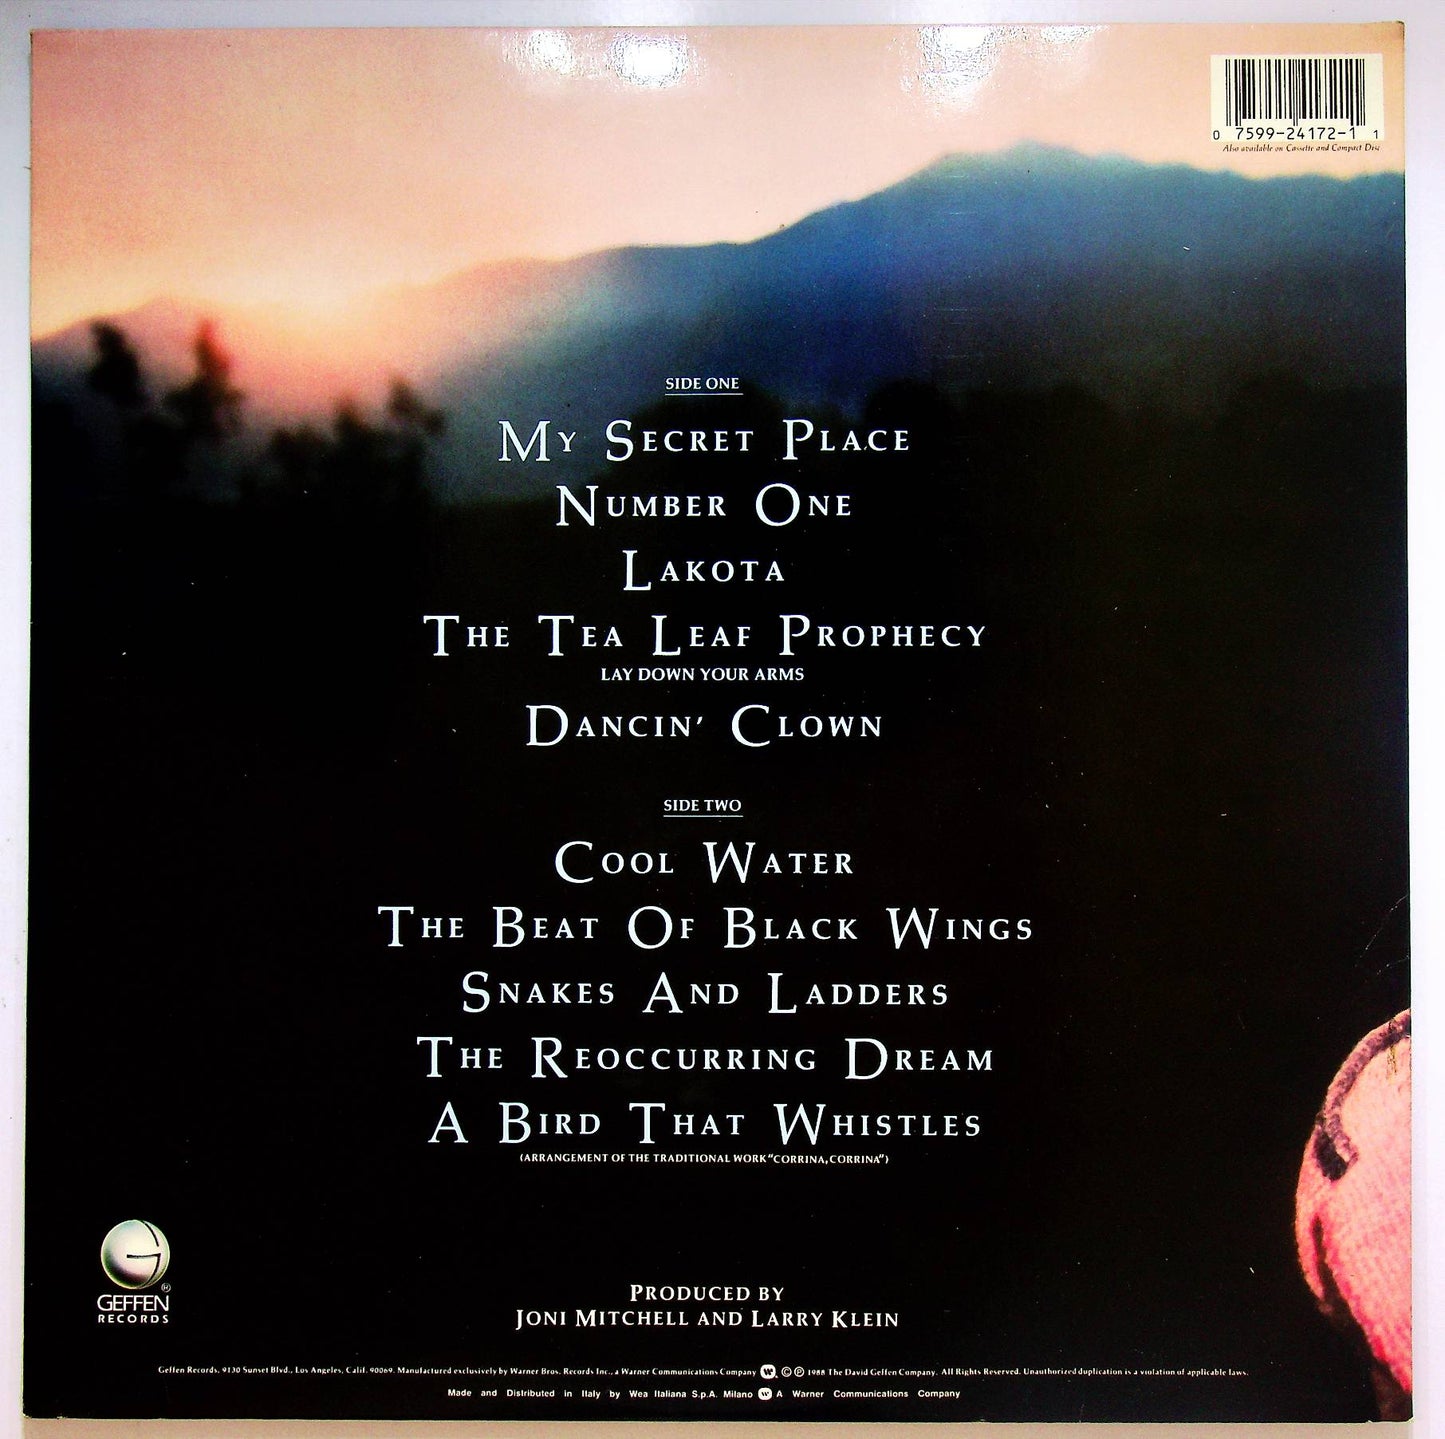 0 7599-24172-1 1
Also available on Cassette and Compact Disc
SIDE ONE
MY SECRET PLACE
NUMBER ONE
LAKOTA
THE TEA LEAF PROPHECY
LAY DOWN YOUR ARMS
DANCIN' CLOWN
SIDE TWO
COOL WATER
THE BEAT OF BLACK WINGS
SNAKES AND LADDERS
THE REOCCURRING DREAM
A BIRD THAT WHISTLES
(ARRANGEMENT OF THE TRADITIONAL WORK "CORRINA, CORRINA")
GEFFEN
RECORDS
PRODUCED BY
JONI MITCHELL AND LARRY KLEIN
Geffen Records, 9130 Sunset Blvd., Los Angeles, Calif. 90069. Manufactured exclusively by Warner Bros. Records Inc., a Warner Communications Company © ℗ 1988 The David Geffen Company. All Rights Reserved. Unauthorized duplication is a violation of applicable laws.
Made and Distributed in Italy by Wea Italiana S.p.A. Milano A Warner Communications Company